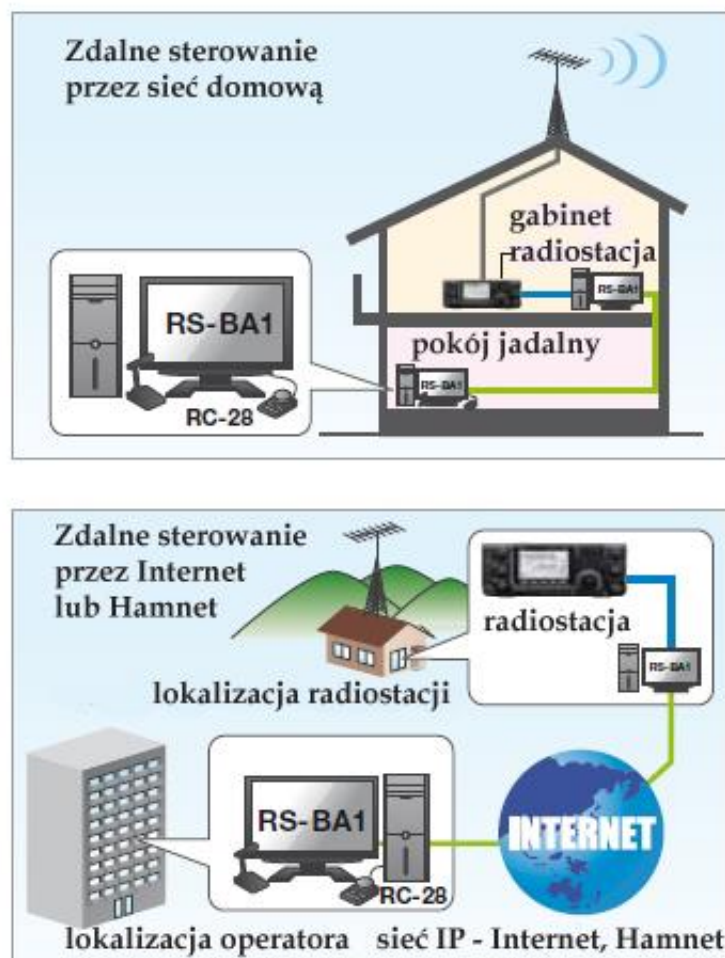 Zdalne sterowanie
przez sieć domową
gabinet
radiostacja
RS-BA1
pokój jadalny
RS-BA1
RS-BA1
RC-28
Zdalne sterowanie
przez Internet
lub Hamnet
radiostacja
RS-BA1
lokalizacja radiostacji
RS-BA1
INTERNET
RC-28
lokalizacja operatora
sieć IP - Internet, Hamnet